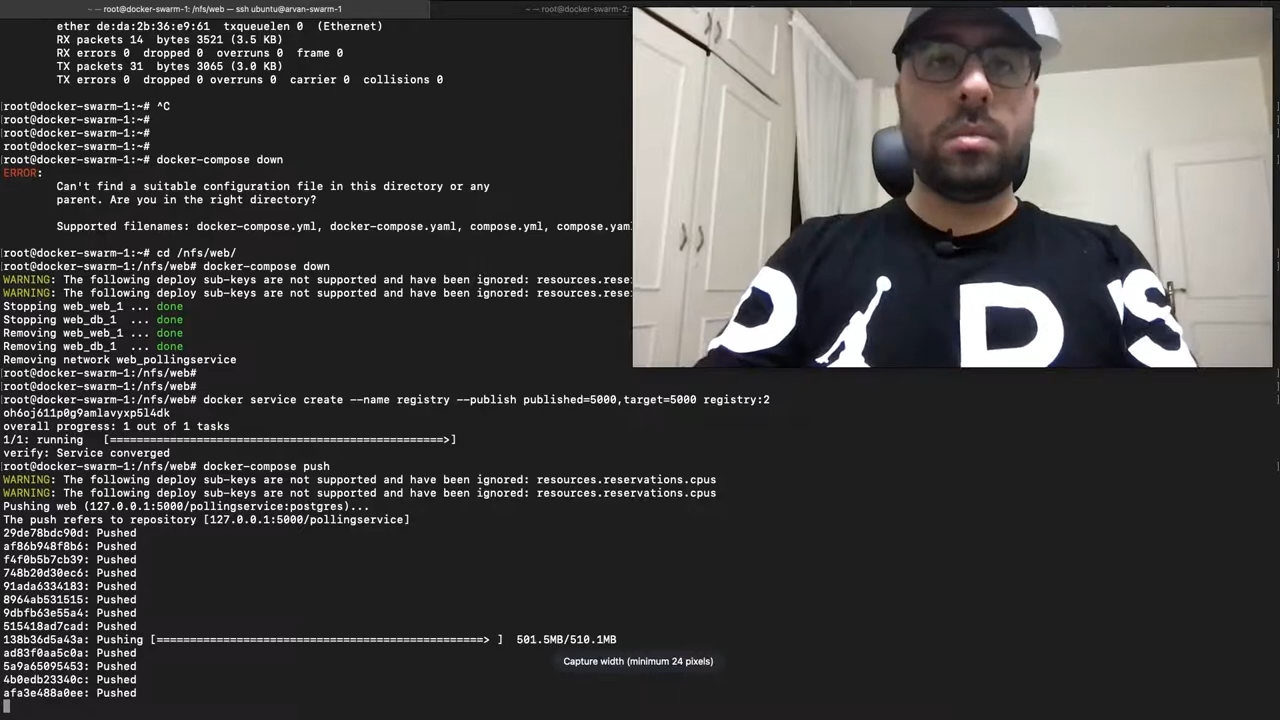 ~ — root@docker-swarm-1: /nfs/web — ssh ubuntu@arvan-swarm-1
~ — root@docker-swarm-2:
ether de:da:2b:36:e9:61  txqueuelen 0  (Ethernet)
RX packets 14  bytes 3521 (3.5 KB)
RX errors 0  dropped 0  overruns 0  frame 0
TX packets 31  bytes 3065 (3.0 KB)
TX errors 0  dropped 0 overruns 0  carrier 0  collisions 0
root@docker-swarm-1:~# ^C
root@docker-swarm-1:~#
root@docker-swarm-1:~#
root@docker-swarm-1:~#
root@docker-swarm-1:~# docker-compose down
ERROR:
Can't find a suitable configuration file in this directory or any
parent. Are you in the right directory?
Supported filenames: docker-compose.yml, docker-compose.yaml, compose.yml, compose.yaml
root@docker-swarm-1:~# cd /nfs/web/
root@docker-swarm-1:/nfs/web# docker-compose down
WARNING: The following deploy sub-keys are not supported and have been ignored: resources.rese
WARNING: The following deploy sub-keys are not supported and have been ignored: resources.rese
Stopping web_web_1 ... done
Stopping web_db_1  ... done
Removing web_web_1 ... done
Removing web_db_1  ... done
Removing network web_pollingservice
root@docker-swarm-1:/nfs/web#
root@docker-swarm-1:/nfs/web#
root@docker-swarm-1:/nfs/web# docker service create --name registry --publish published=5000,target=5000 registry:2
oh6oj611p0g9amlavyxp5l4dk
overall progress: 1 out of 1 tasks
1/1: running   [==================================================>]
verify: Service converged
root@docker-swarm-1:/nfs/web# docker-compose push
WARNING: The following deploy sub-keys are not supported and have been ignored: resources.reservations.cpus
WARNING: The following deploy sub-keys are not supported and have been ignored: resources.reservations.cpus
Pushing web (127.0.0.1:5000/pollingservice:postgres)...
The push refers to repository [127.0.0.1:5000/pollingservice]
29de78bdc90d: Pushed
af86b948f8b6: Pushed
f4f0b5b7cb39: Pushed
748b20d30ec6: Pushed
91ada6334183: Pushed
8964ab531515: Pushed
9dbfb63e55a4: Pushed
515418ad7cad: Pushed
138b36d5a43a: Pushing [=================================================> ]  501.5MB/510.1MB
ad83f0aa5c0a: Pushed
5a9a65095453: Pushed
4b0edb23340c: Pushed
afa3e488a0ee: Pushed
Capture width (minimum 24 pixels)